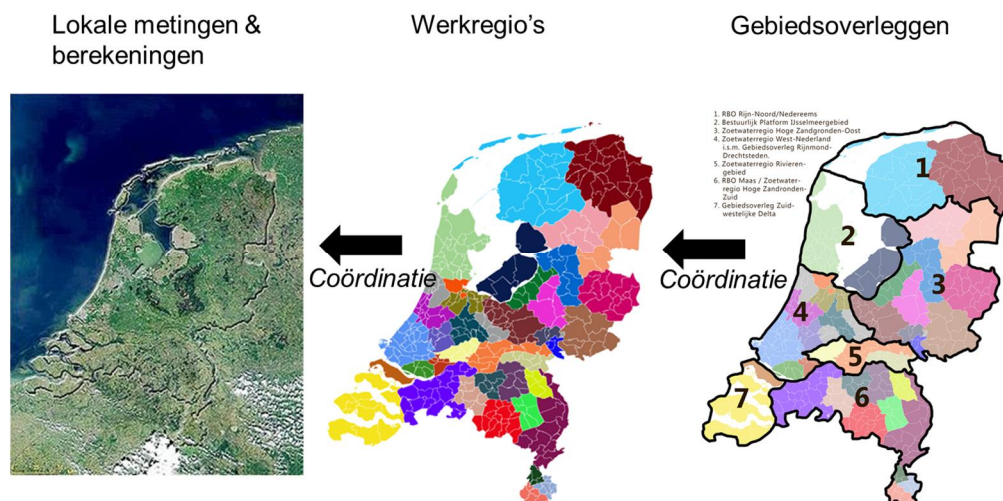 Lokale metingen &
berekeningen
Werkregio's
Gebiedsoverleggen
1. RBO Rijn-Noord/Nedereems
2. Bestuurlijk Platform IJsselmeergebied
3. Zoetwaterregio Hoge Zandgronden-Oost
4. Zoetwaterregio West-Nederland
i.s.m. Gebiedsoverleg Rijnmond-
Drechtsteden.
5. Zoetwaterregio Rivieren-
gebied
6. RBO Maas / Zoetwater-
regio Hoge Zandronden-
Zuid
7. Gebiedsoverleg Zuid-
westelijke Delta
Coördinatie
Coördinatie
1
2
3
4
5
6
7